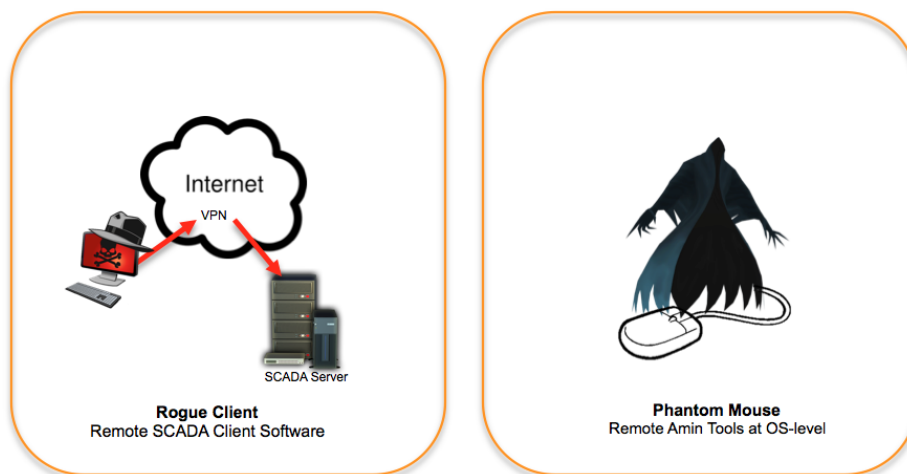 Internet
VPN
SCADA Server
Rogue Client
Remote SCADA Client Software
Phantom Mouse
Remote Amin Tools at OS-level